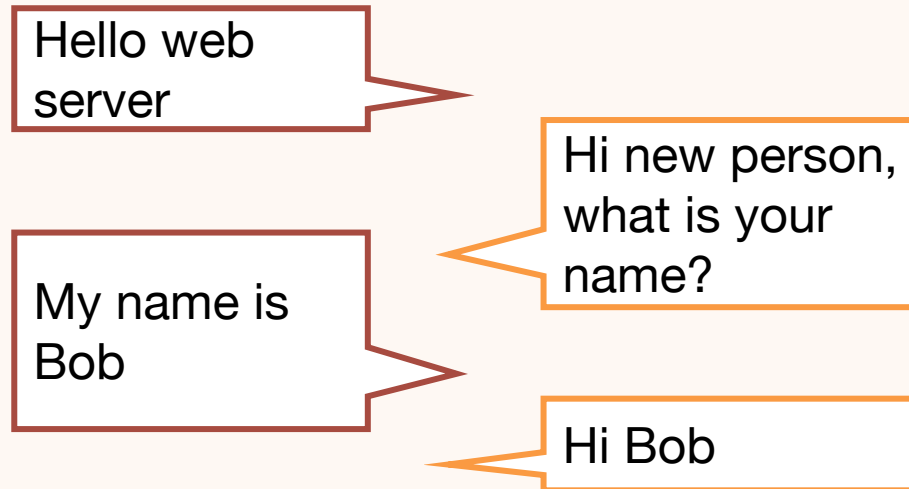 Hello web
server
Hi new person,
what is your
name?
My name is
Bob
Hi Bob